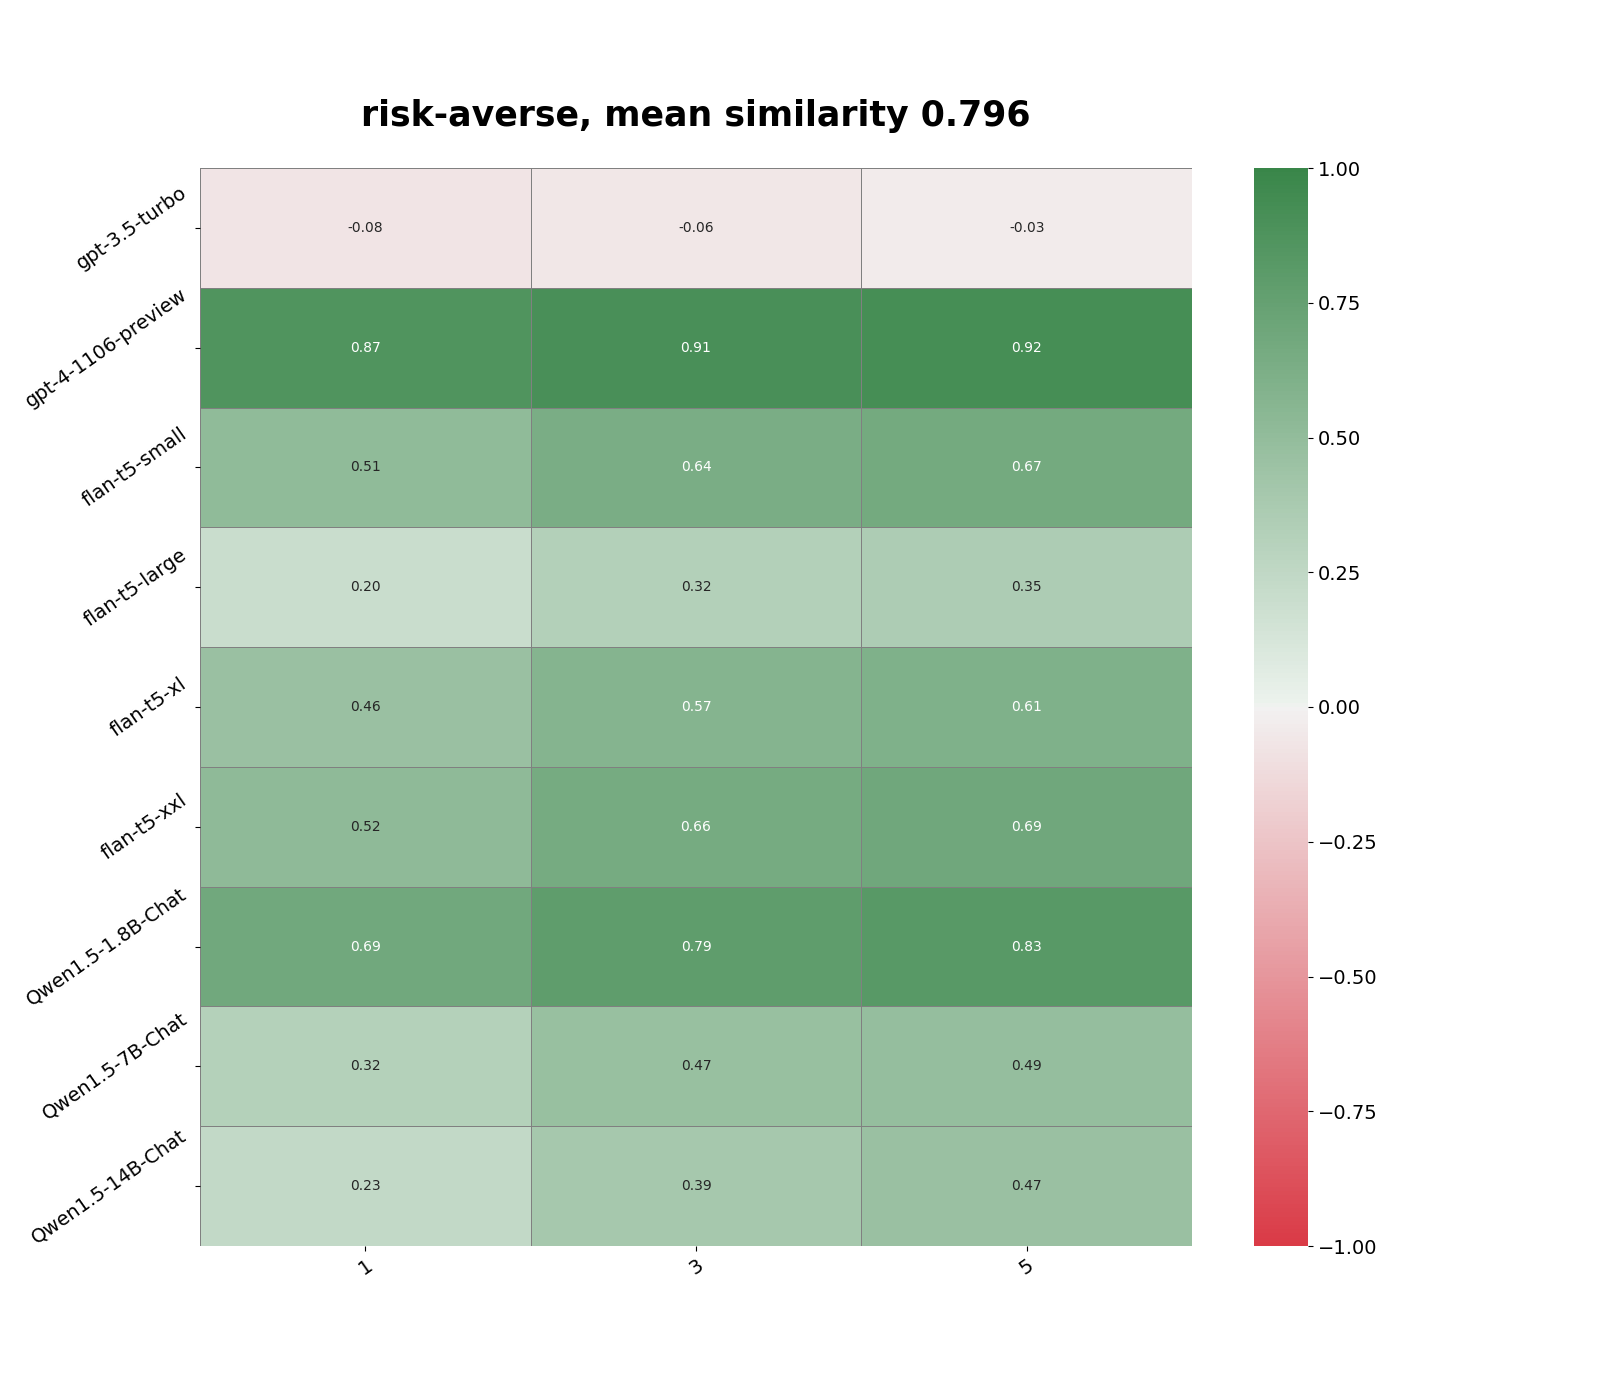 risk-averse, mean similarity 0.796
gpt-3.5-turbo -0.08 -0.06 -0.03
gpt-4-1106-preview 0.87 0.91 0.92
flan-t5-small 0.51 0.64 0.67
flan-t5-large 0.20 0.32 0.35
flan-t5-xl 0.46 0.57 0.61
flan-t5-xxl 0.52 0.66 0.69
Qwen1.5-1.8B-Chat 0.69 0.79 0.83
Qwen1.5-7B-Chat 0.32 0.47 0.49
Qwen1.5-14B-Chat 0.23 0.39 0.47
1 3 5
1.00
0.75
0.50
0.25
0.00
−0.25
−0.50
−0.75
−1.00